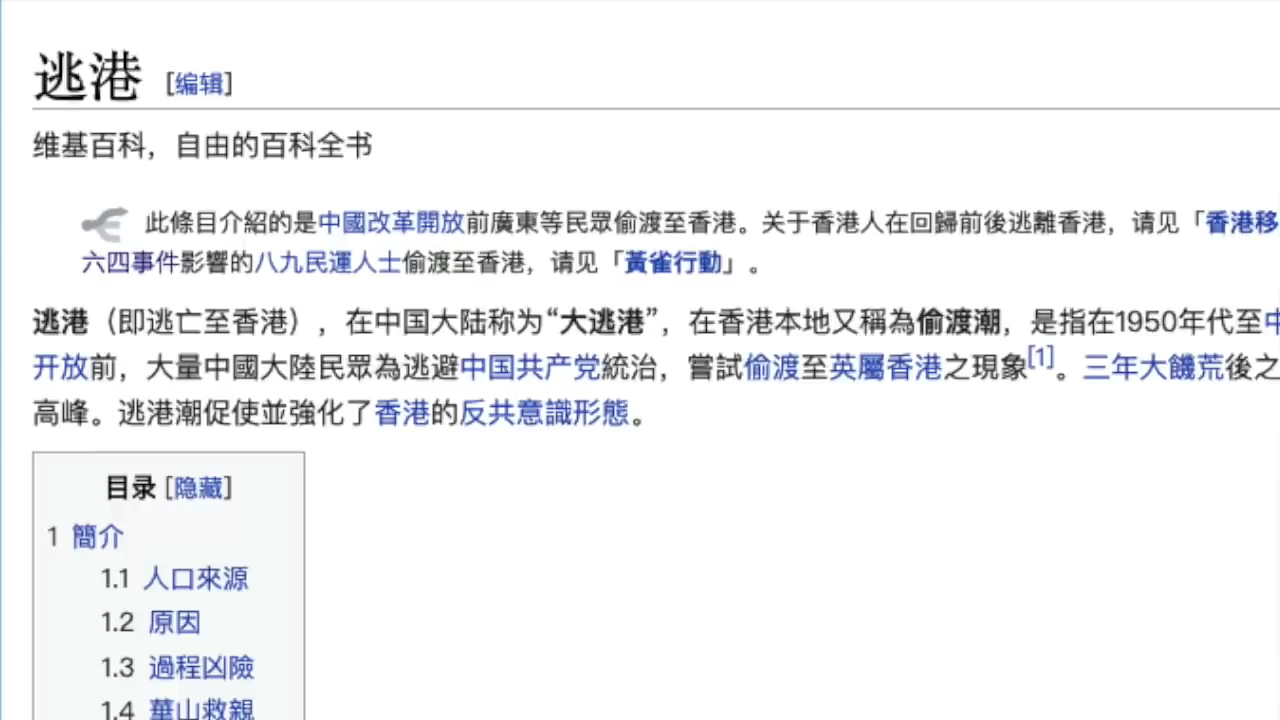 逃港 [编辑]
维基百科，自由的百科全书
此條目介紹的是中國改革開放前廣東等民眾偷渡至香港。关于香港人在回歸前後逃離香港，请见「香港移
六四事件影響的八九民運人士偷渡至香港，请见「黃雀行動」。
逃港（即逃亡至香港），在中国大陆称为“大逃港”，在香港本地又稱為偷渡潮，是指在1950年代至中
开放前，大量中國大陸民眾為逃避中国共产党統治，嘗試偷渡至英屬香港之現象[1]。三年大饑荒後之
高峰。逃港潮促使並強化了香港的反共意識形態。
目录 [隐藏]
1 簡介
1.1 人口來源
1.2 原因
1.3 過程凶險
1.4 華山救親